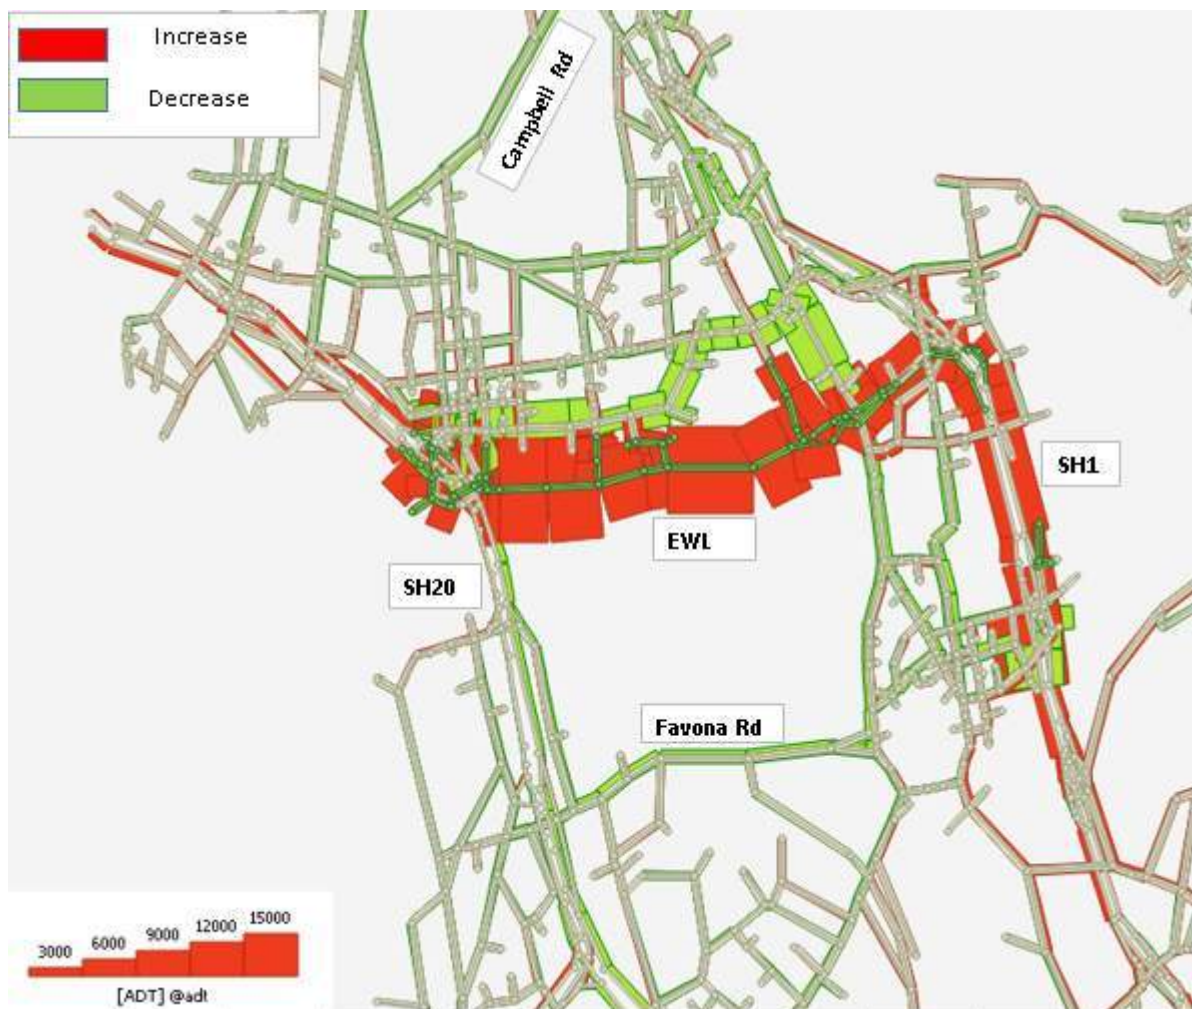 Increase
Decrease
Campbell Rd
SH1
EWL
SH20
Favona Rd
3000 6000 9000 12000 15000
[ADT] @adt